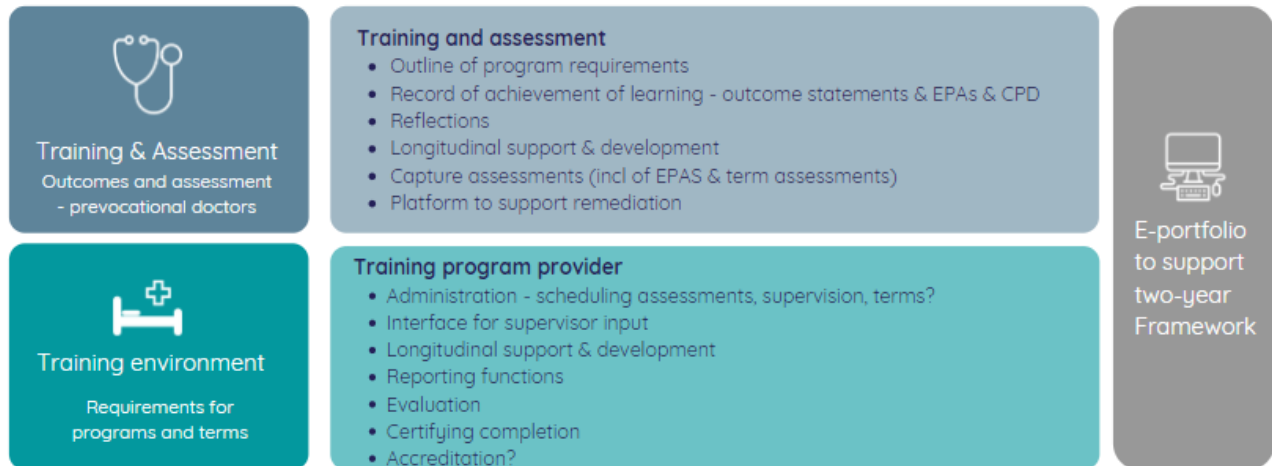 Training & Assessment
Outcomes and assessment
- prevocational doctors
Training and assessment
• Outline of program requirements
• Record of achievement of learning - outcome statements & EPAs & CPD
• Reflections
• Longitudinal support & development
• Capture assessments (incl of EPAS & term assessments)
• Platform to support remediation
Training environment
Requirements for
programs and terms
Training program provider
• Administration - scheduling assessments, supervision, terms?
• Interface for supervisor input
• Longitudinal support & development
• Reporting functions
• Evaluation
• Certifying completion
• Accreditation?
E-portfolio
to support
two-year
Framework